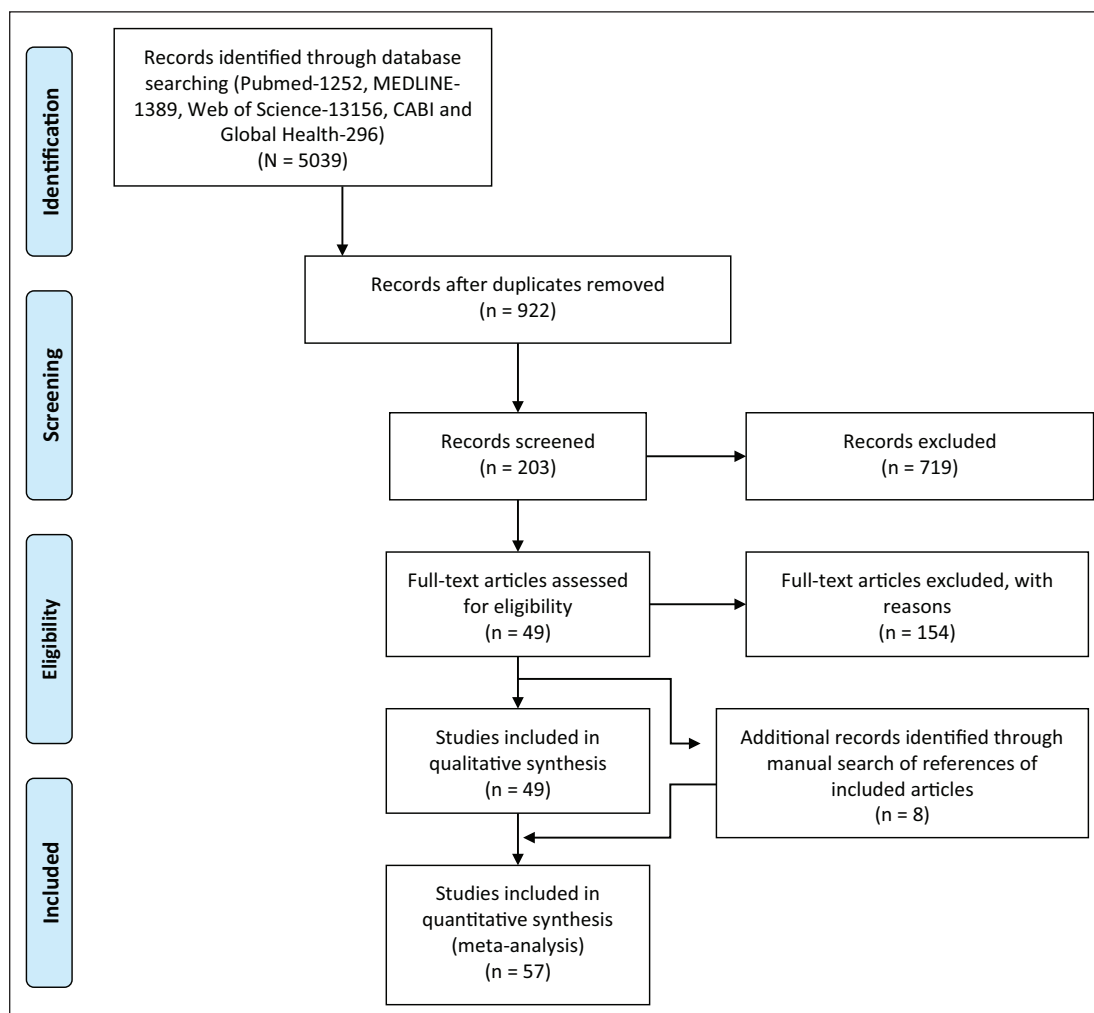 Identification
Records identified through database
searching (Pubmed-1252, MEDLINE-
1389, Web of Science-13156, CABI and
Global Health-296)
(N = 5039)
Records after duplicates removed
(n = 922)
Screening
Records screened
(n = 203)
Records excluded
(n = 719)
Eligibility
Full-text articles assessed
for eligibility
(n = 49)
Full-text articles excluded, with
reasons
(n = 154)
Studies included in
qualitative synthesis
(n = 49)
Additional records identified through
manual search of references of
included articles
(n = 8)
Included
Studies included in
quantitative synthesis
(meta-analysis)
(n = 57)